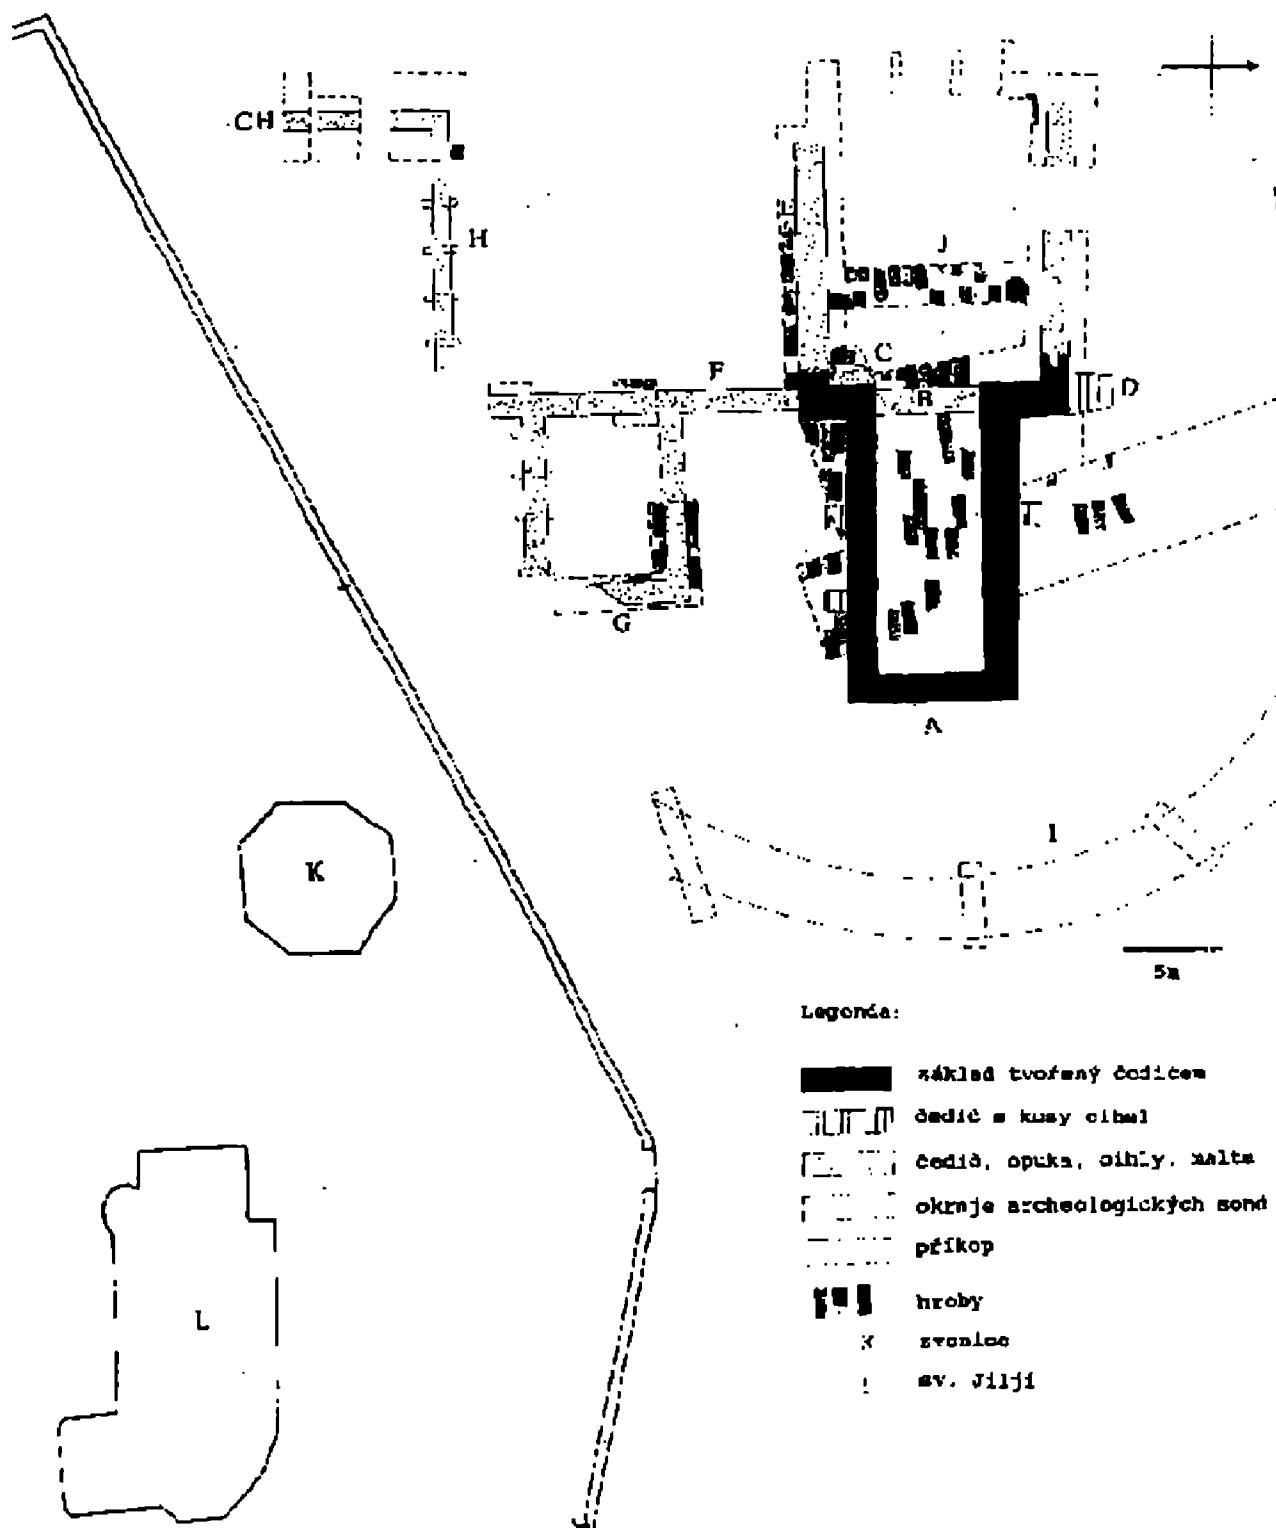 CH
H
J
F
C
B
D
J
G
A
I
K
5m
Legenda:
základ tvořený čedičem
čedič s kusy cihel
čedič, opuka, cihly, malta
okraje archeologických sond
příkop
hroby
K zvonice
sv. Jiljí
L